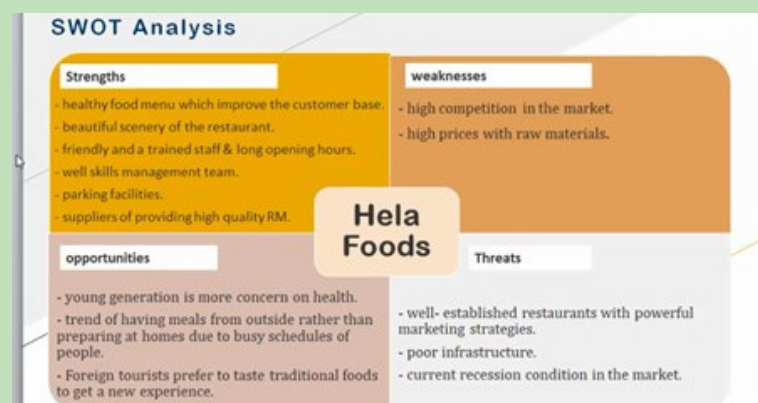 SWOT Analysis
Strengths
- healthy food menu which improve the customer base.
- beautiful scenery of the restaurant.
- friendly and a trained staff & long opening hours.
- well skills management team.
- parking facilities.
- suppliers of providing high quality RM.
weaknesses
- high competition in the market.
- high prices with raw materials.
Hela
Foods
opportunities
- young generation is more concern on health.
- trend of having meals from outside rather than
preparing at homes due to busy schedules of
people.
- Foreign tourists prefer to taste traditional foods
to get a new experience.
Threats
- well- established restaurants with powerful
marketing strategies.
- poor infrastructure.
- current recession condition in the market.